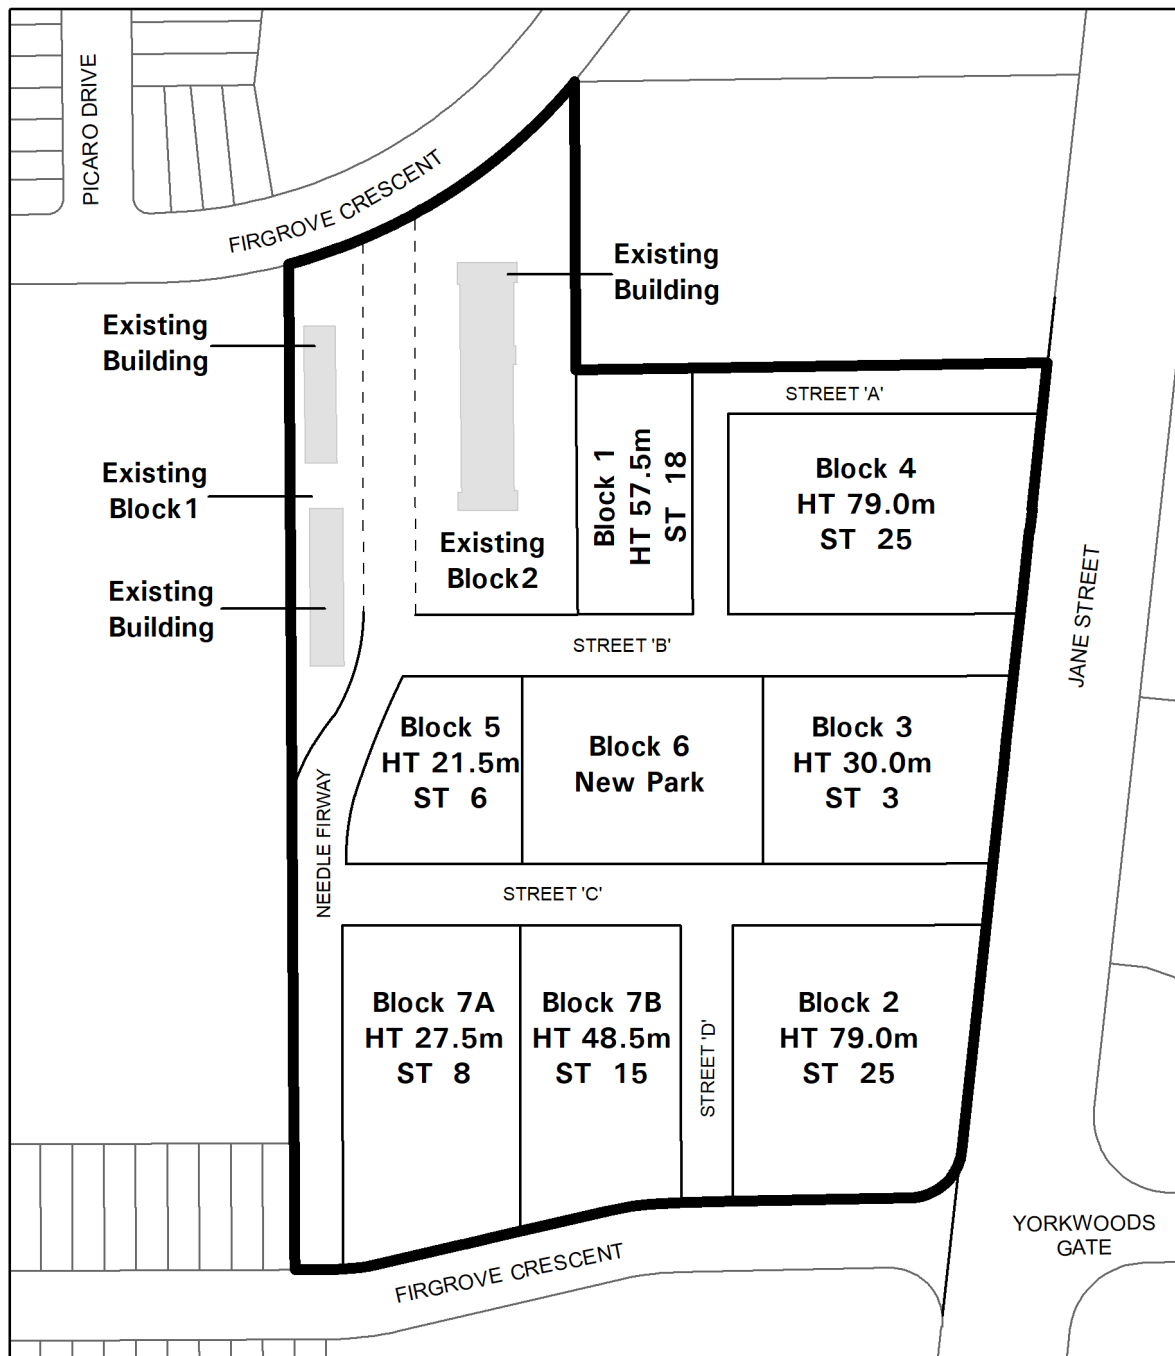 PICARO DRIVE
FIRGROVE CRESCENT
Existing
Building
Existing
Building
STREET 'A'
Block 1
HT 57.5m
ST 18
Block 4
HT 79.0m
ST 25
Existing
Block1
Existing
Block2
Existing
Building
JANE STREET
STREET 'B'
Block 5
HT 21.5m
ST 6
Block 6
New Park
Block 3
HT 30.0m
ST 3
NEEDLE FIRWAY
STREET 'C'
Block 7A
HT 27.5m
ST 8
Block 7B
HT 48.5m
ST 15
STREET 'D'
Block 2
HT 79.0m
ST 25
YORKWOODS
GATE
FIRGROVE CRESCENT